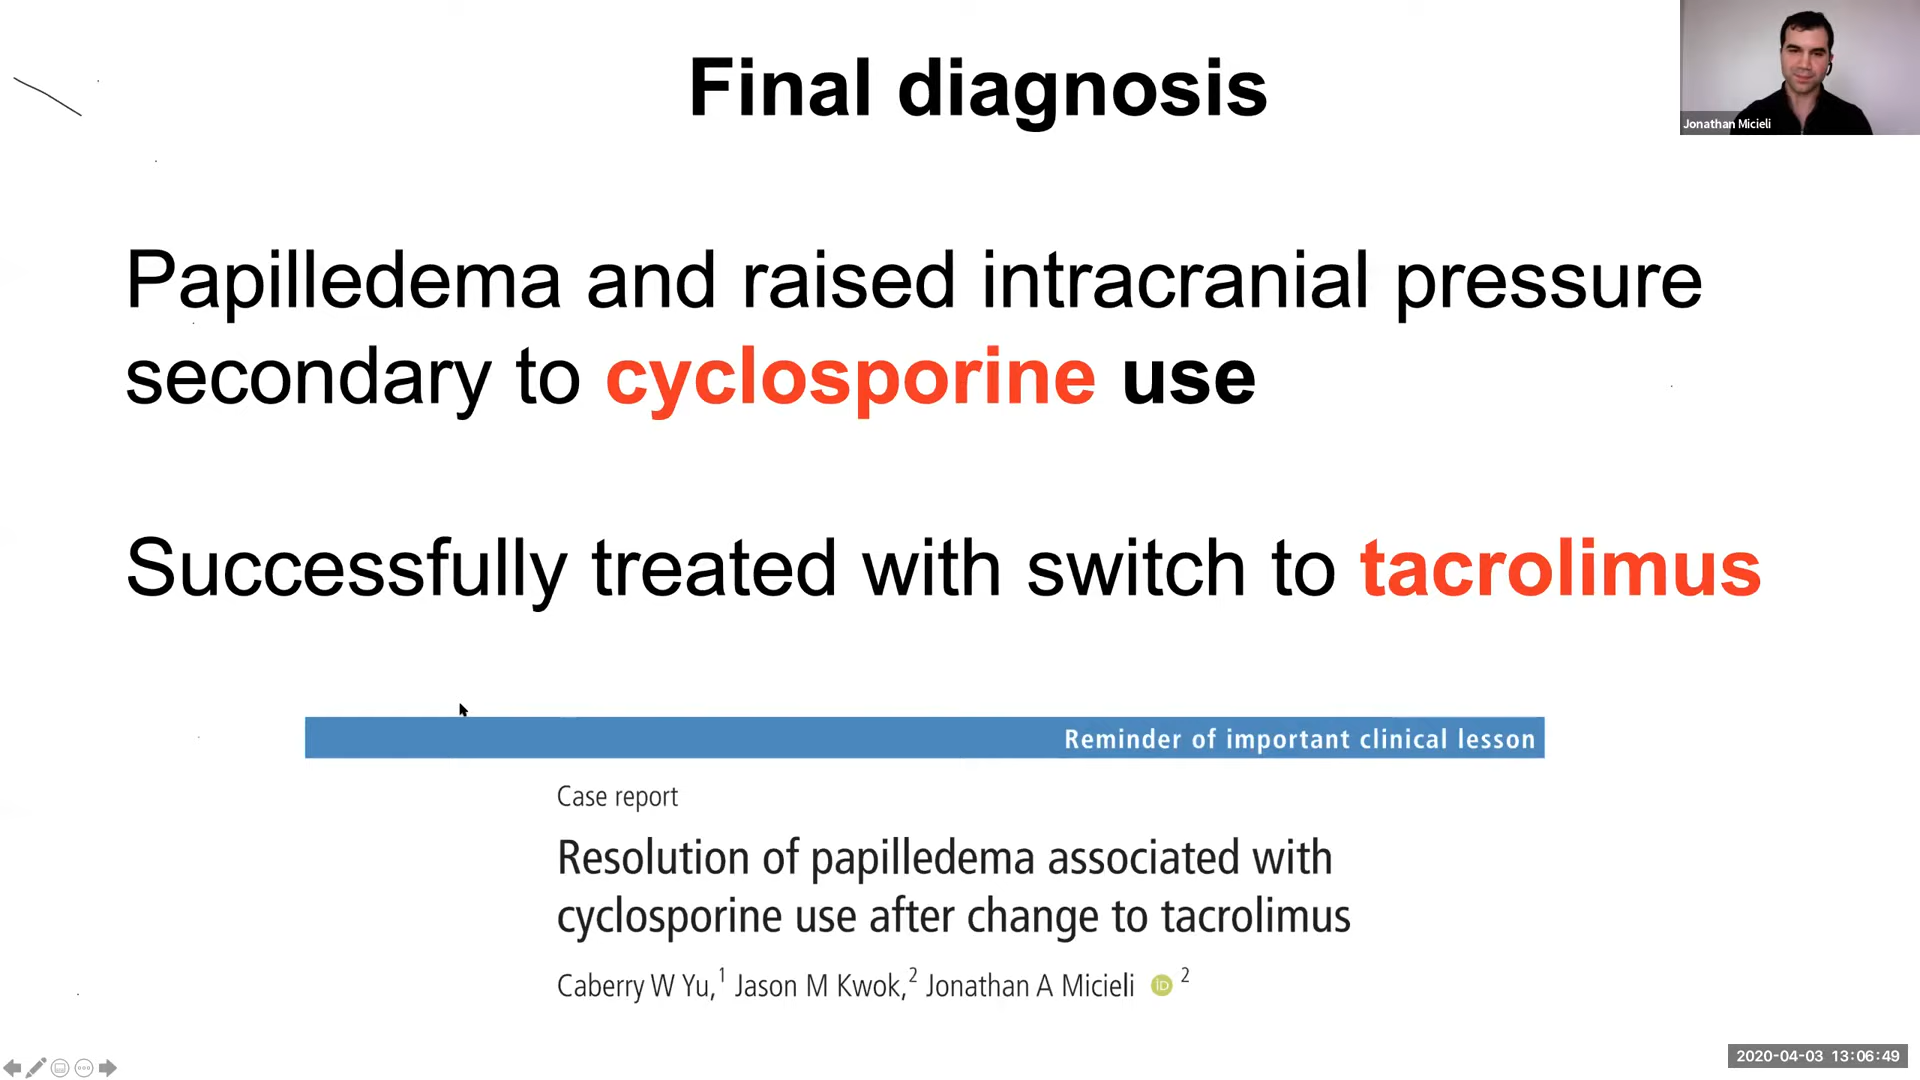 Final diagnosis
Jonathan Micieli
Papilledema and raised intracranial pressure
secondary to cyclosporine use
Successfully treated with switch to tacrolimus
Reminder of important clinical lesson
Case report
Resolution of papilledema associated with
cyclosporine use after change to tacrolimus
Caberry W Yu,1 Jason M Kwok,2 Jonathan A Micieli iD 2
2020-04-03 13:06:49